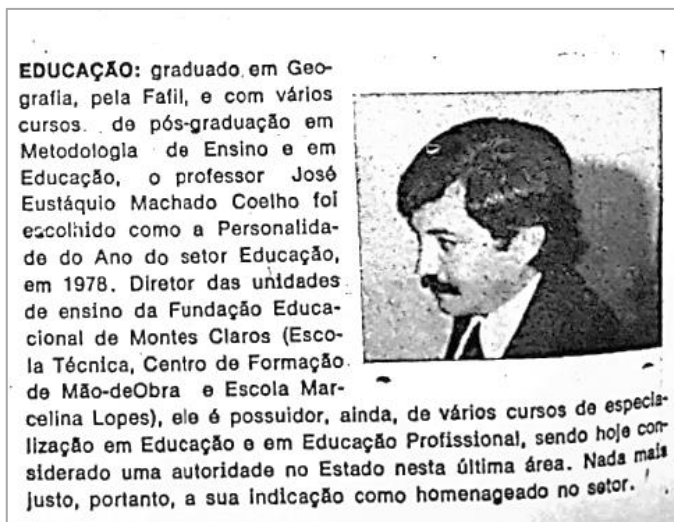 EDUCAÇÃO: graduado em Geo-
grafia, pela Fafil, e com vários
cursos. de pós-graduação em
Metodologia de Ensino e em
Educação, o professor José
Eustáquio Machado Coelho foi
escolhido como a Personalida-
de do Ano do setor Educação,
em 1978. Diretor das unidades
de ensino da Fundação Educa-
cional de Montes Claros (Esco-
la Técnica, Centro de Formação
de Mão-deObra e Escola Mar-
celina Lopes), ele é possuidor, ainda, de vários cursos de especia-
lização em Educação e em Educação Profissional, sendo hoje con-
siderado uma autoridade no Estado nesta última área. Nada mais
justo, portanto, a sua indicação como homenageado no setor.